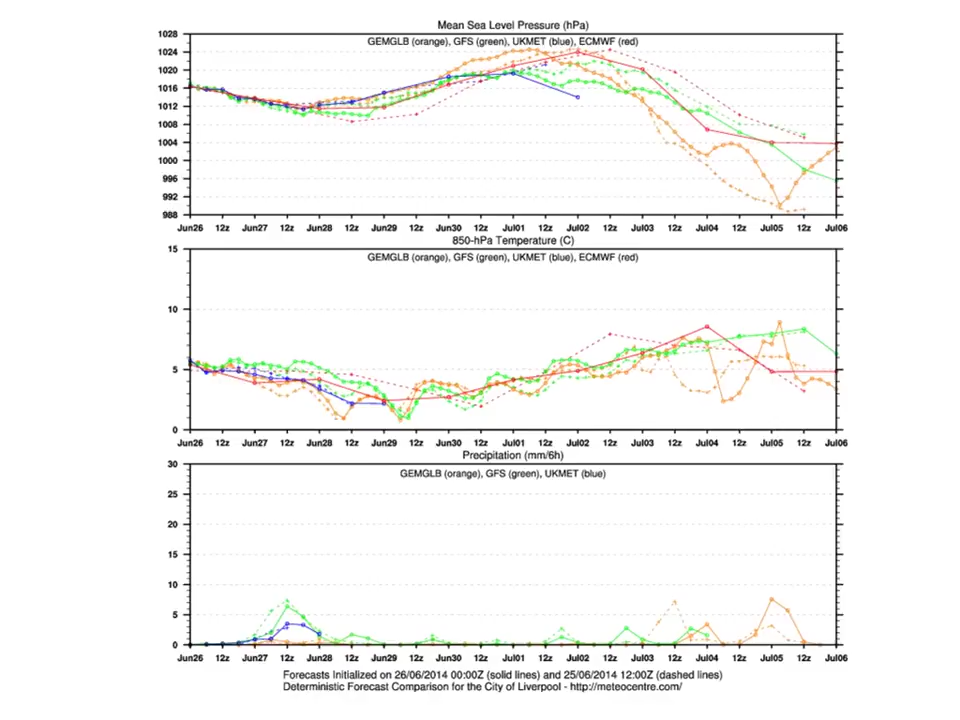 Mean Sea Level Pressure (hPa)
GEMGLB (orange), GFS (green), UKMET (blue), ECMWF (red)
1028
1024
1020
1016
1012
1008
1004
1000
996
992
988
Jun26 12z Jun27 12z Jun28 12z Jun29 12z Jun30 12z Jul01 12z Jul02 12z Jul03 12z Jul04 12z Jul05 12z Jul06
850-hPa Temperature (C)
GEMGLB (orange), GFS (green), UKMET (blue), ECMWF (red)
15
10
5
0
Jun26 12z Jun27 12z Jun28 12z Jun29 12z Jun30 12z Jul01 12z Jul02 12z Jul03 12z Jul04 12z Jul05 12z Jul06
Precipitation (mm/6h)
GEMGLB (orange), GFS (green), UKMET (blue)
30
25
20
15
10
5
0
Jun26 12z Jun27 12z Jun28 12z Jun29 12z Jun30 12z Jul01 12z Jul02 12z Jul03 12z Jul04 12z Jul05 12z Jul06
Forecasts Initialized on 26/06/2014 00:00Z (solid lines) and 25/06/2014 12:00Z (dashed lines)
Deterministic Forecast Comparison for the City of Liverpool - http://meteocentre.com/